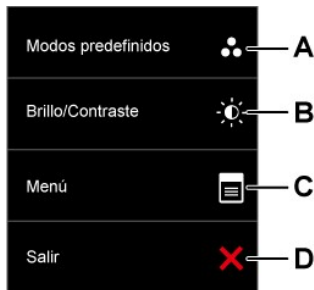 Modos predefinidos A
Brillo/Contraste B
Menú C
Salir D